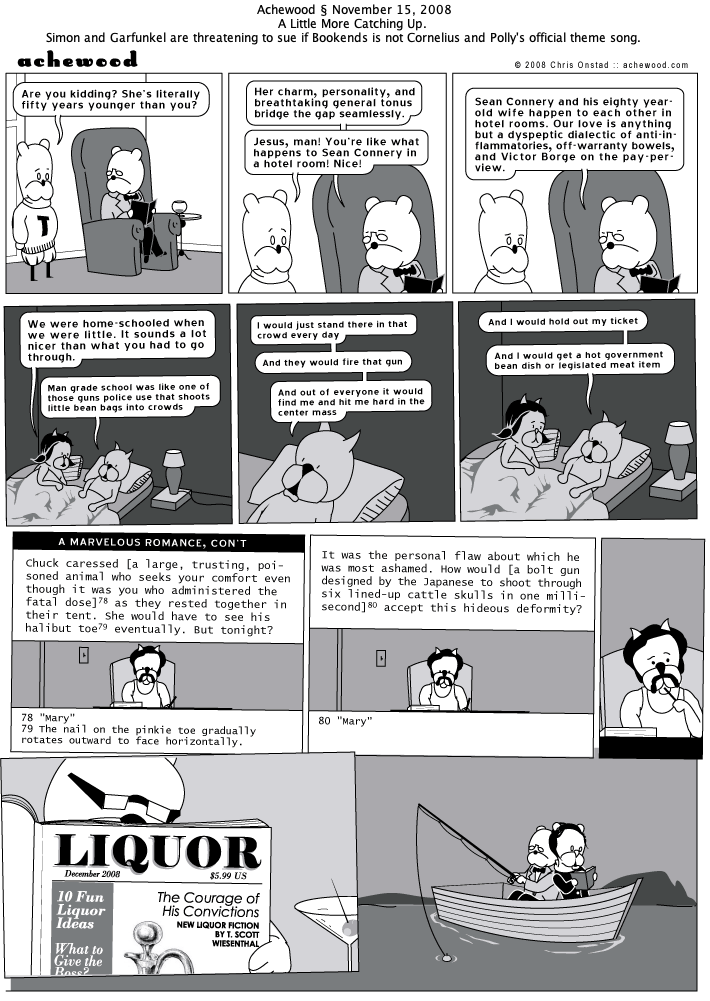 Achewood § November 15, 2008
A Little More Catching Up.
Simon and Garfunkel are threatening to sue if Bookends is not Cornelius and Polly's official theme song.
achewood
© 2008 Chris Onstad :: achewood.com
Are you kidding? She's literally
fifty years younger than you?
Her charm, personality, and
breathtaking general tonus
bridge the gap seamlessly.
Jesus, man! You're like what
happens to Sean Connery in
a hotel room! Nice!
Sean Connery and his eighty year-
old wife happen to each other in
hotel rooms. Our love is anything
but a dyspeptic dialectic of anti-in-
flammatories, off-warranty bowels,
and Victor Borge on the pay-per-
view.
T
We were home-schooled when
we were little. It sounds a lot
nicer than what you had to go
through.
Man grade school was like one of
those guns police use that shoots
little bean bags into crowds
I would just stand there in that
crowd every day
And they would fire that gun
And out of everyone it would
find me and hit me hard in the
center mass
And I would hold out my ticket
And I would get a hot government
bean dish or legislated meat item
A MARVELOUS ROMANCE, CON'T
Chuck caressed [a large, trusting, poi-
soned animal who seeks your comfort even
though it was you who administered the
fatal dose]78 as they rested together in
their tent. She would have to see his
halibut toe79 eventually. But tonight?
78 "Mary"
79 The nail on the pinkie toe gradually
rotates outward to face horizontally.
It was the personal flaw about which he
was most ashamed. How would [a bolt gun
designed by the Japanese to shoot through
six lined-up cattle skulls in one milli-
second]80 accept this hideous deformity?
80 "Mary"
LIQUOR
December 2008
$5.99 US
10 Fun
Liquor
Ideas
What to
Give the
Boss?
The Courage of
His Convictions
NEW LIQUOR FICTION
BY T. SCOTT
WIESENTHAL